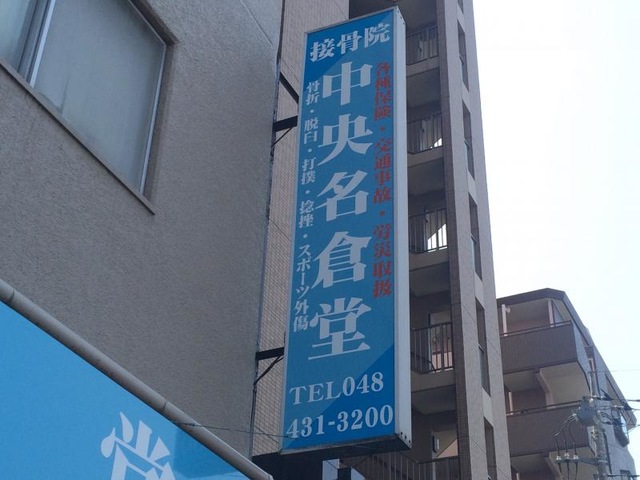 接骨院
各種保険・交通事故・労災取扱
中央名倉堂
骨折・脱臼・打撲・捻挫・スポーツ外傷
TEL048
431-3200
堂